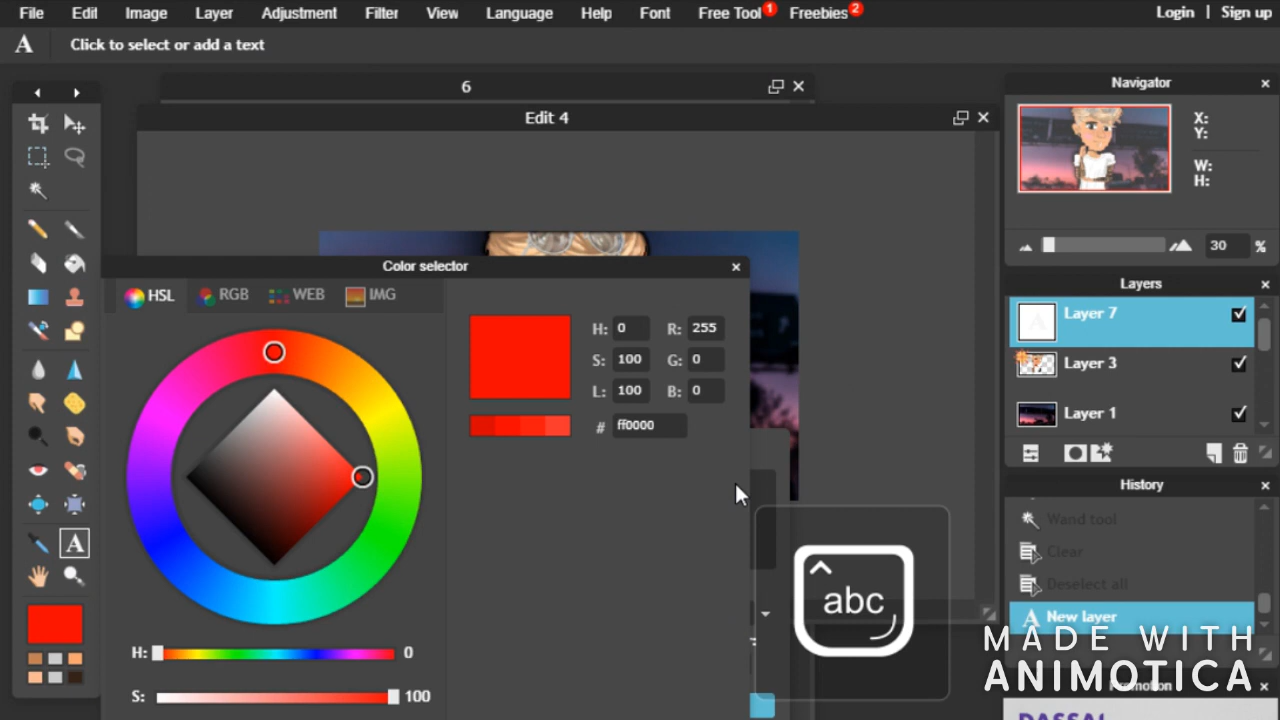 File Edit Image Layer Adjustment Filter View Language Help Font Free Tool 1 Freebies 2 Login | Sign up
A Click to select or add a text
6
Edit 4
Navigator
X:
Y:
W:
H:
30 %
Color selector
HSL RGB WEB IMG
H: 0 R: 255
S: 100 G: 0
L: 100 B: 0
# ff0000
H: 0
S: 100
A
Layers
Layer 7
Layer 3
Layer 1
History
Wand tool
Clear
Deselect all
A New layer
abc
MADE WITH
ANIMOTICA
Promotion